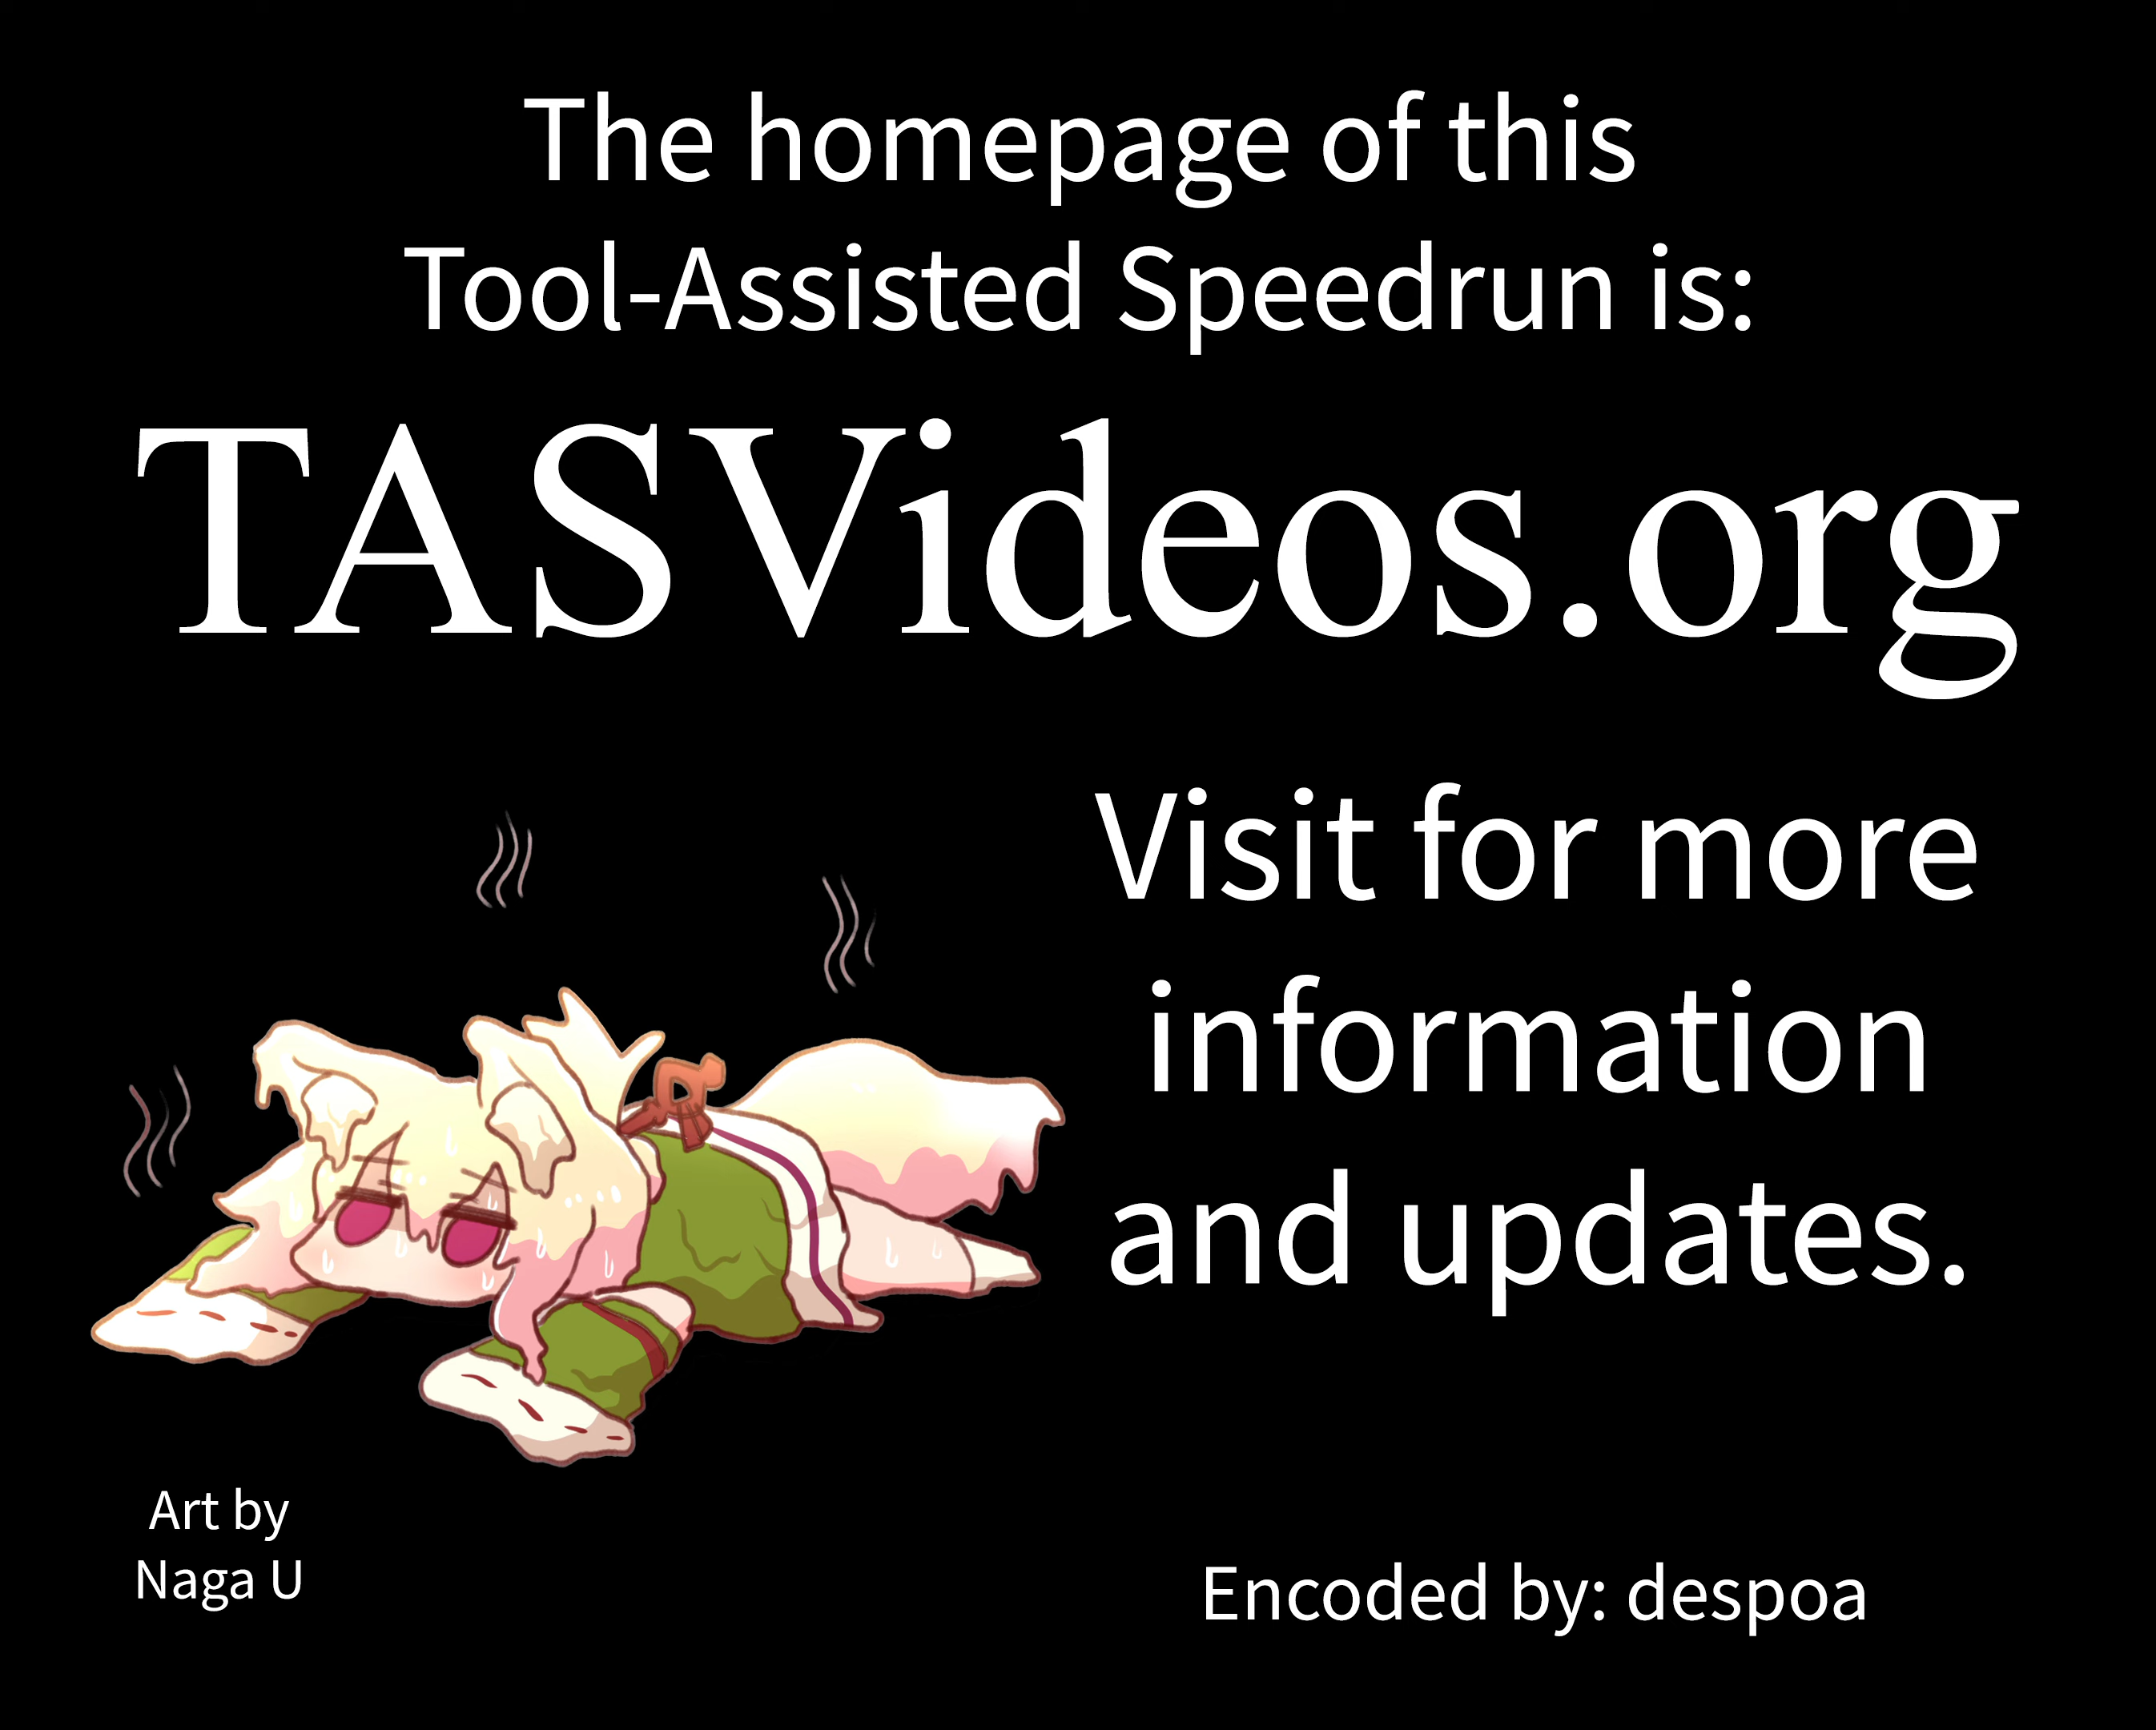 The homepage of this
Tool-Assisted Speedrun is:
TASVideos.org
Visit for more
information
and updates.
Art by
Naga U
Encoded by: despoa